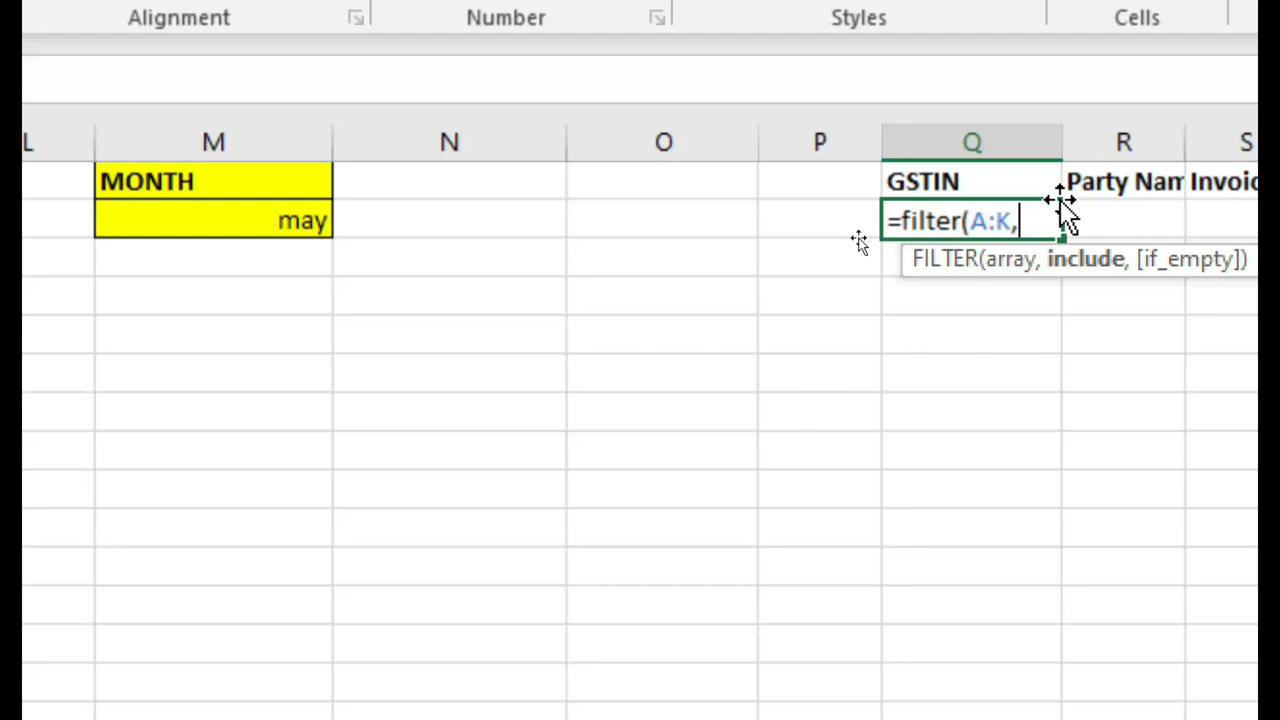 Alignment Number Styles Cells
L M N O P Q R S
MONTH GSTIN Party Nam Invoic
may =filter(A:K,
FILTER(array, include, [if_empty])